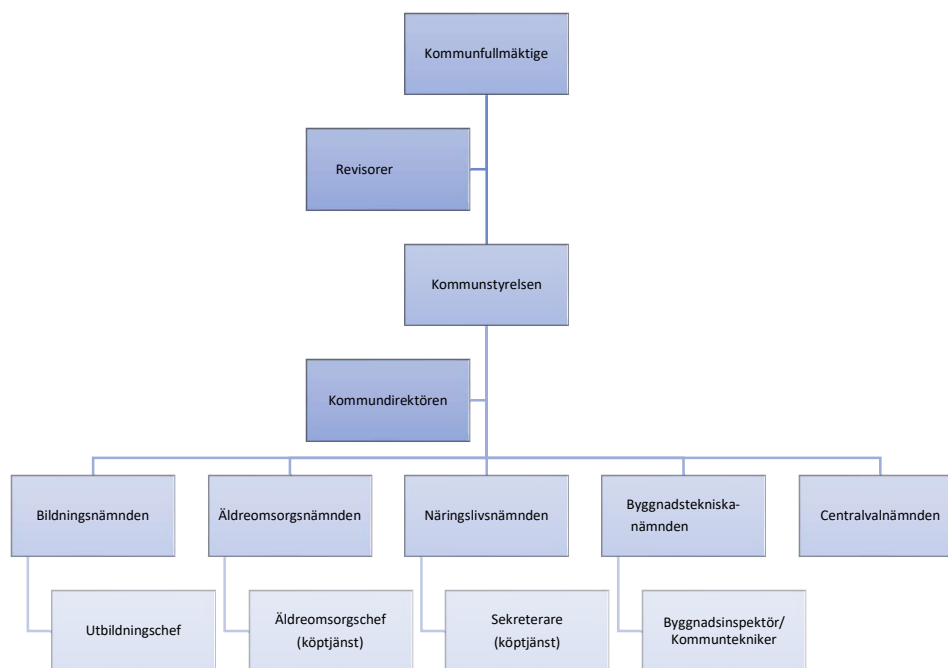 Kommunfullmäktige
Revisorer
Kommunstyrelsen
Kommundirektören
Bildningsnämnden
Äldreomsorgsnämnden
Näringslivsnämnden
Byggnadstekniska-
nämnden
Centralvalnämnden
Utbildningschef
Äldreomsorgschef
(köptjänst)
Sekreterare
(köptjänst)
Byggnadsinspektör/
Kommuntekniker